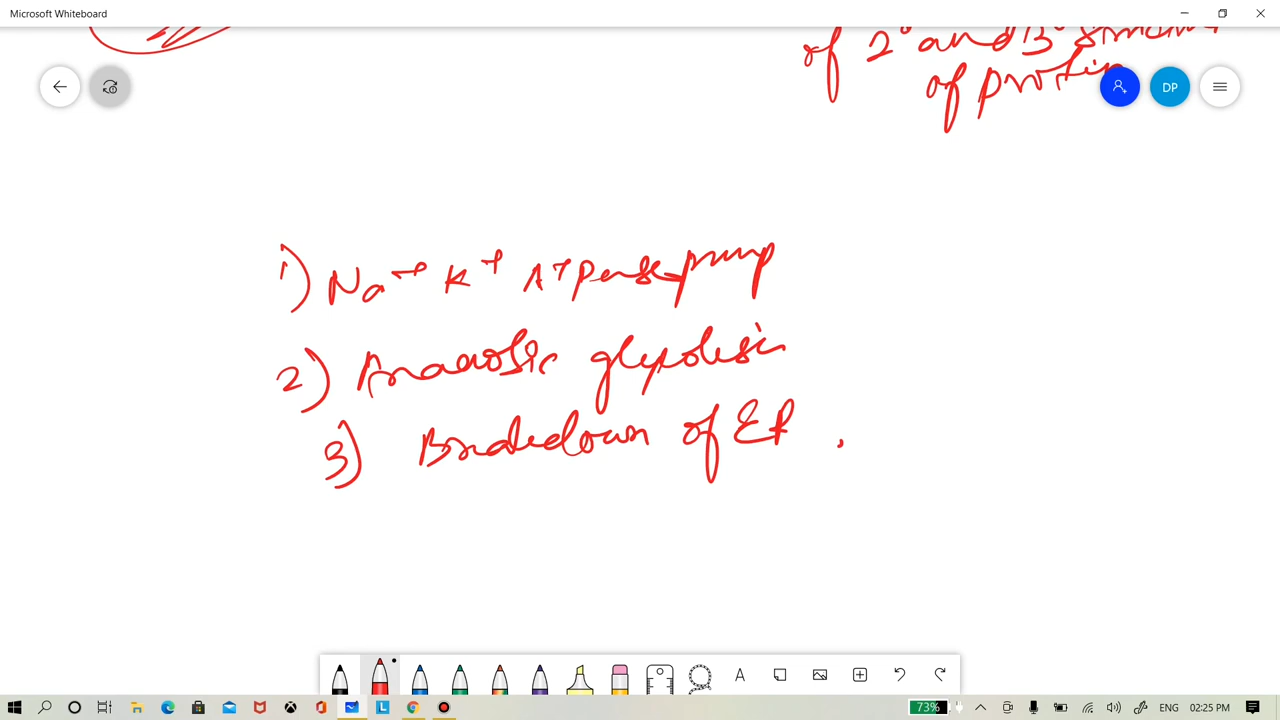 Microsoft Whiteboard
of 2° and 3° structure
of protein
DP
1) Na+ K+ ATPense pump
2) Anaerobic glycolysis
3) Breakdown of ER
A
73%
ENG
02:25 PM